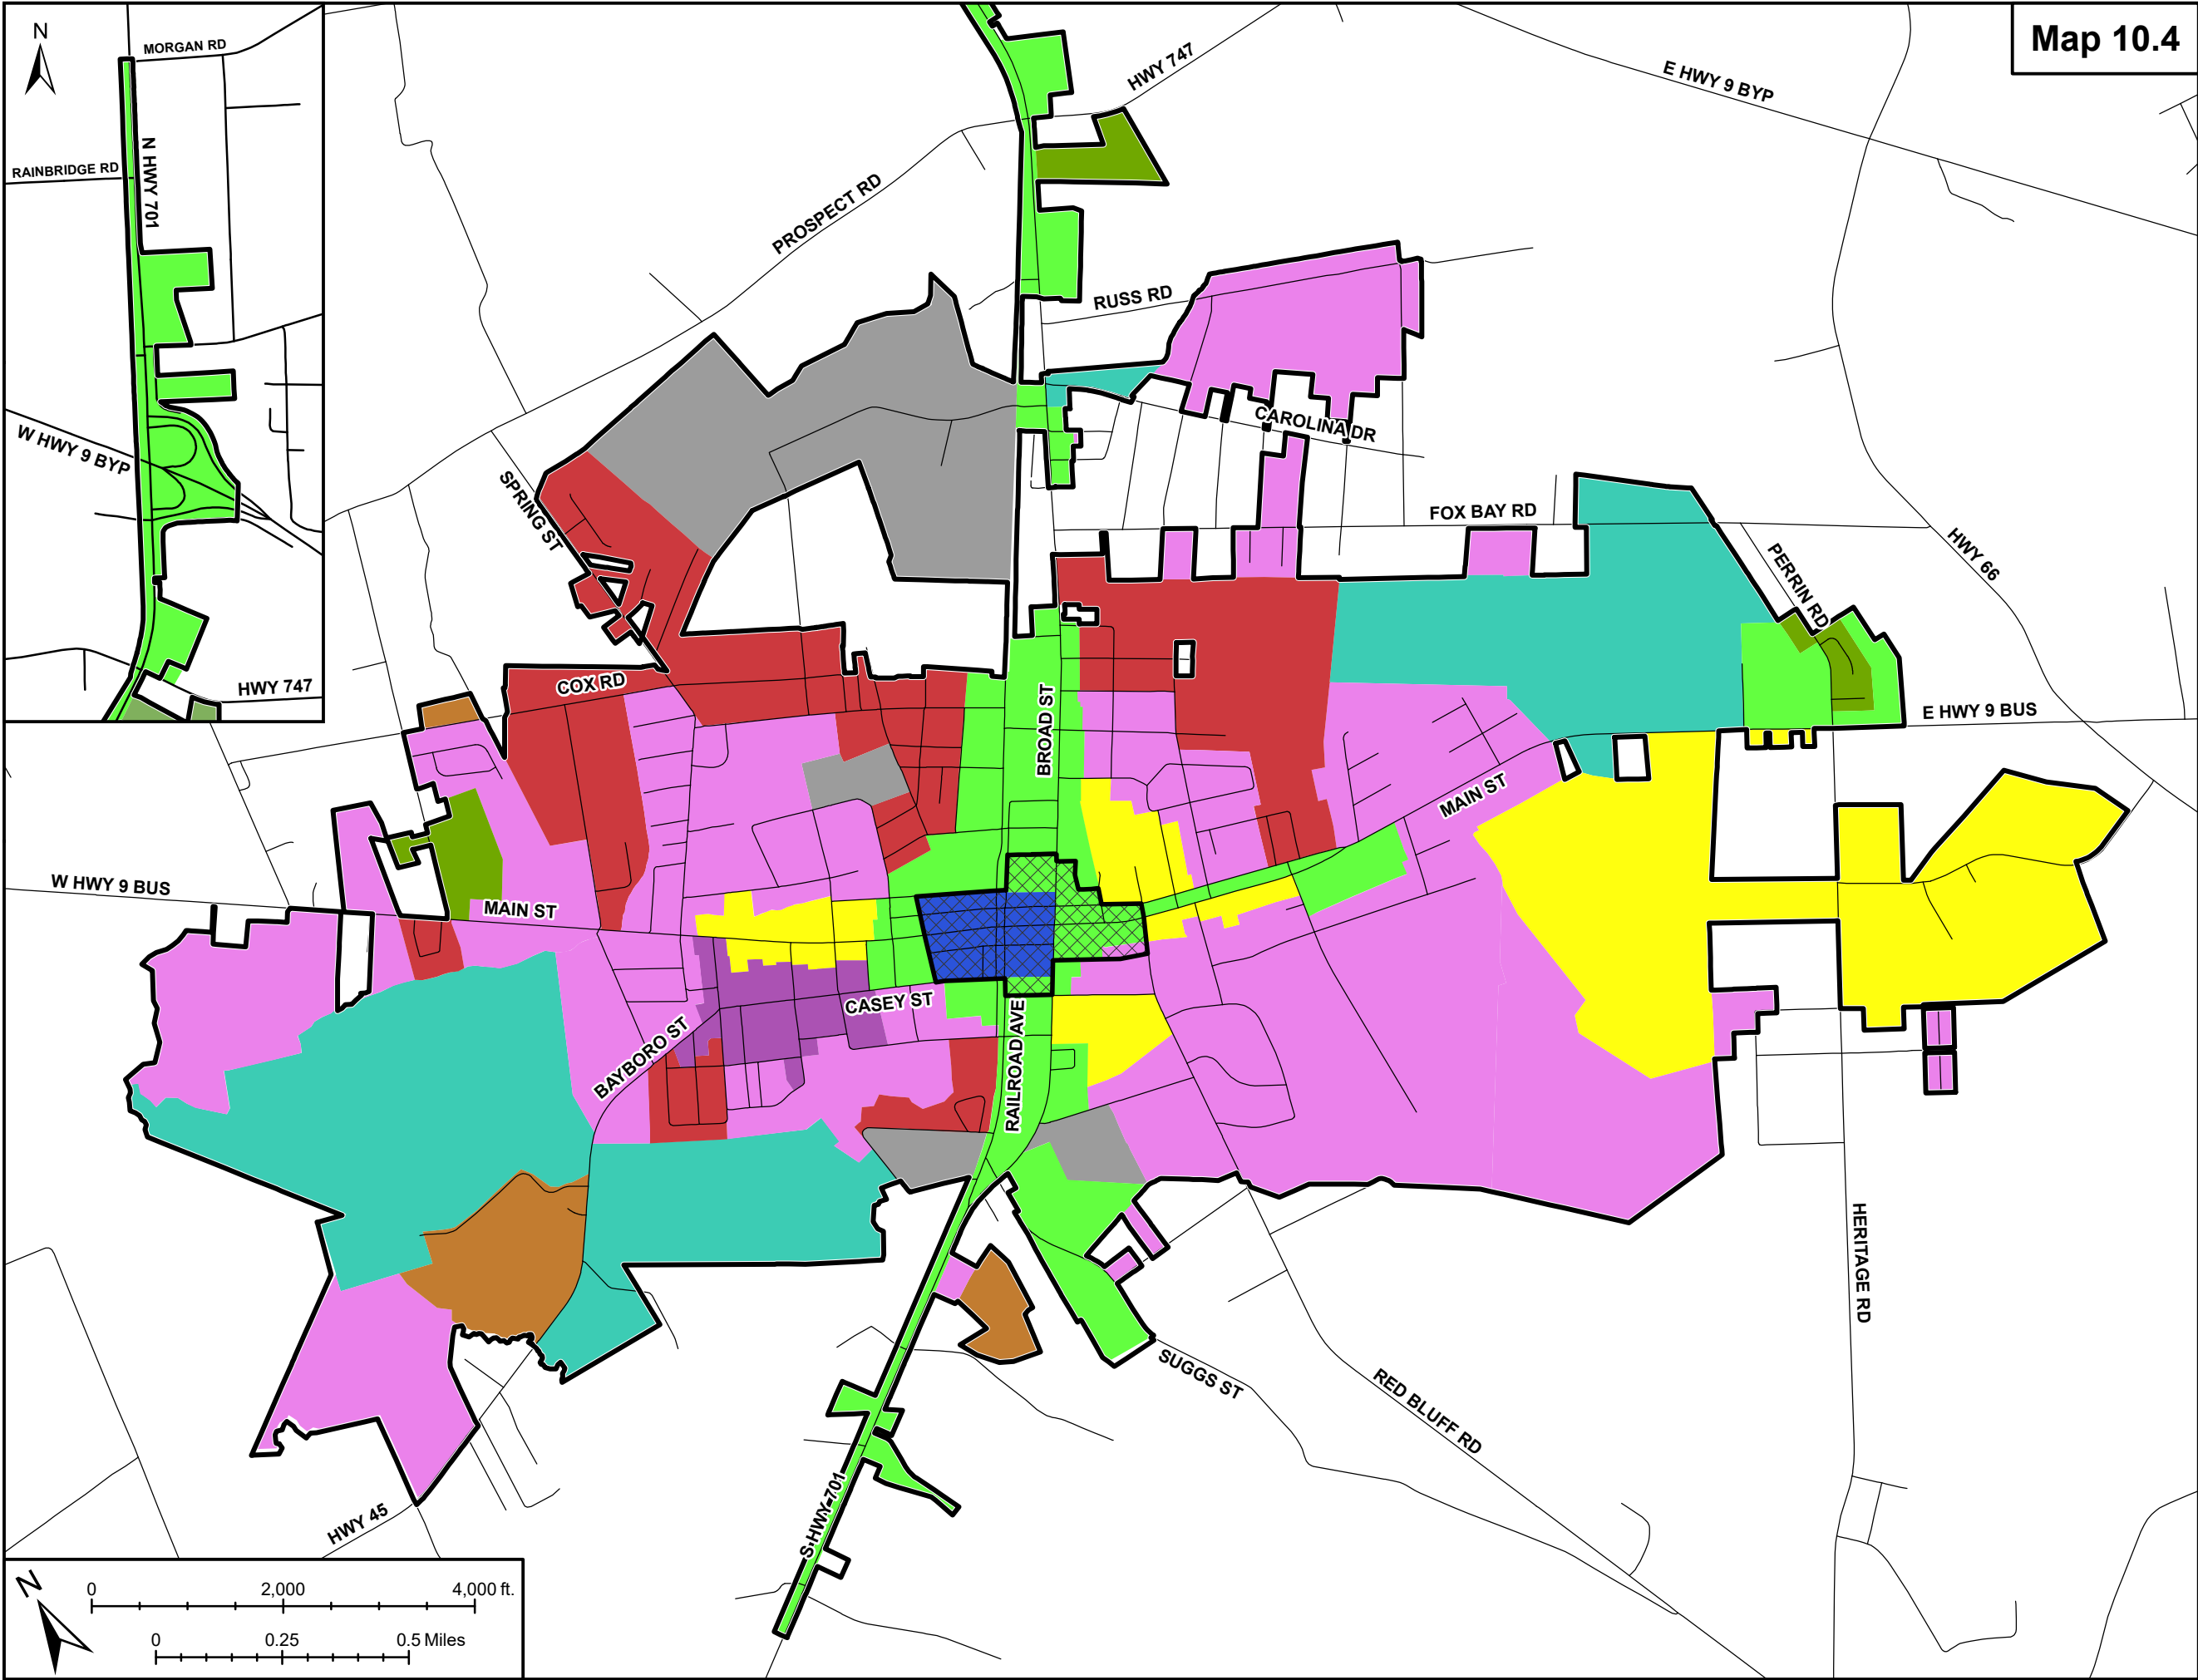 N
MORGAN RD
N HWY 701
RAINBRIDGE RD
W HWY 9 BYP
HWY 747
Map 10.4
HWY 747
E HWY 9 BYP
PROSPECT RD
RUSS RD
CAROLINA DR
SPRING ST
FOX BAY RD
HWY 66
PERRIN RD
COX RD
BROAD ST
E HWY 9 BUS
MAIN ST
W HWY 9 BUS
MAIN ST
CASEY ST
BAYBORO ST
RAILROAD AVE
HERITAGE RD
SUGGS ST
RED BLUFF RD
S HWY 701
HWY 45
N
0 2,000 4,000 ft.
0 0.25 0.5 Miles